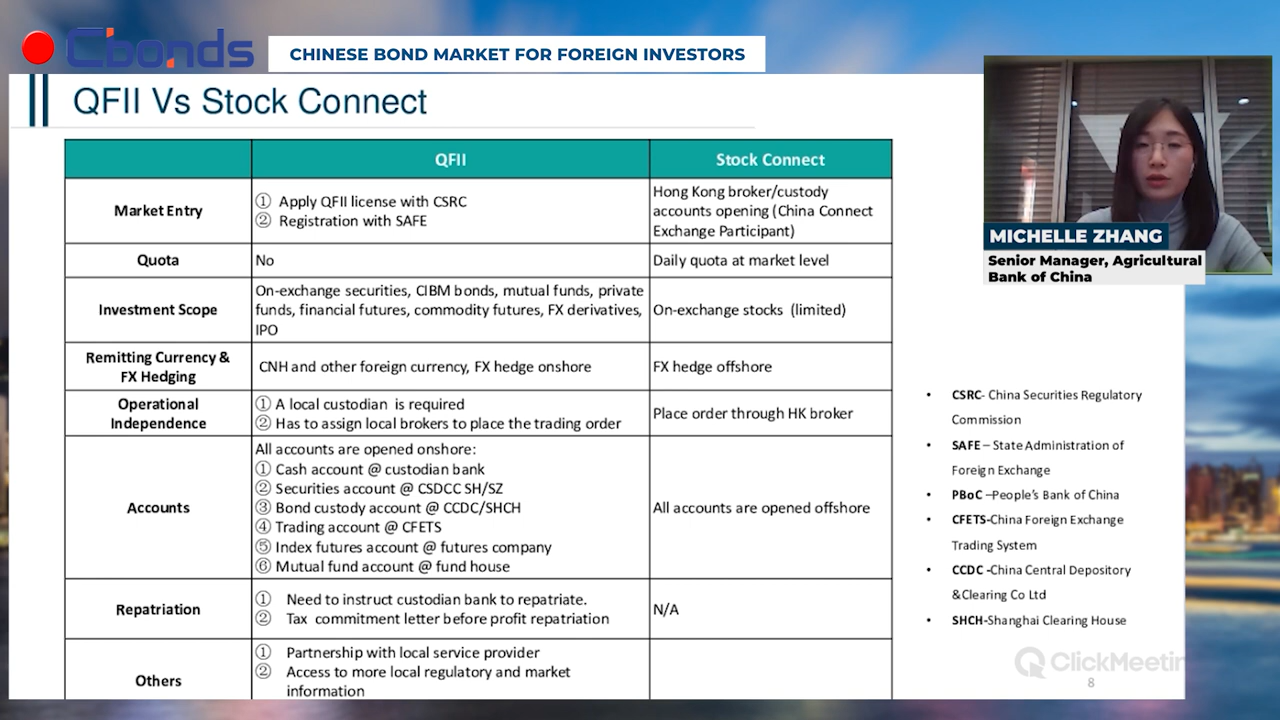 Cbonds
CHINESE BOND MARKET FOR FOREIGN INVESTORS
QFII Vs Stock Connect
QFII
Stock Connect
Market Entry
① Apply QFII license with CSRC
② Registration with SAFE
Hong Kong broker/custody
accounts opening (China Connect
Exchange Participant)
Quota
No
Daily quota at market level
Investment Scope
On-exchange securities, CIBM bonds, mutual funds, private
funds, financial futures, commodity futures, FX derivatives,
IPO
On-exchange stocks (limited)
Remitting Currency &
FX Hedging
CNH and other foreign currency, FX hedge onshore
FX hedge offshore
Operational
Independence
① A local custodian is required
② Has to assign local brokers to place the trading order
Place order through HK broker
Accounts
All accounts are opened onshore:
① Cash account @ custodian bank
② Securities account @ CSDCC SH/SZ
③ Bond custody account @ CCDC/SHCH
④ Trading account @ CFETS
⑤ Index futures account @ futures company
⑥ Mutual fund account @ fund house
All accounts are opened offshore
Repatriation
① Need to instruct custodian bank to repatriate.
② Tax commitment letter before profit repatriation
N/A
Others
① Partnership with local service provider
② Access to more local regulatory and market
information
MICHELLE ZHANG
Senior Manager, Agricultural
Bank of China
• CSRC- China Securities Regulatory
Commission
• SAFE – State Administration of
Foreign Exchange
• PBoC –People's Bank of China
• CFETS-China Foreign Exchange
Trading System
• CCDC -China Central Depository
&Clearing Co Ltd
• SHCH-Shanghai Clearing House
ClickMeetin
8